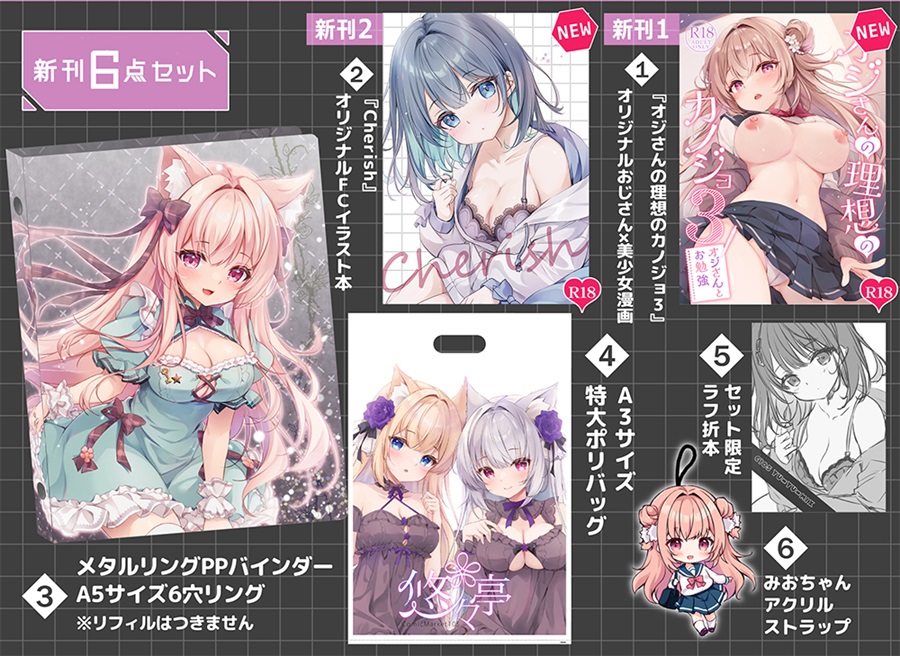 新刊6点セット
新刊2
NEW
新刊1
NEW
2
『Cherish』
オリジナルFCイラスト本
Cherish
R18
1
『オジさんの理想のカノジョ3』
オリジナルおじさん×美少女漫画
R18
ADULT ONLY
オジさんの理想の
カノジョ3
オジさんと
お勉強
R18
3
メタルリングPPバインダー
A5サイズ6穴リング
※リフィルはつきません
4
A3サイズ
特大ポリバッグ
悠々亭
ComicMarket101
5
セット限定
ラフ折本
6
みおちゃん
アクリル
ストラップ